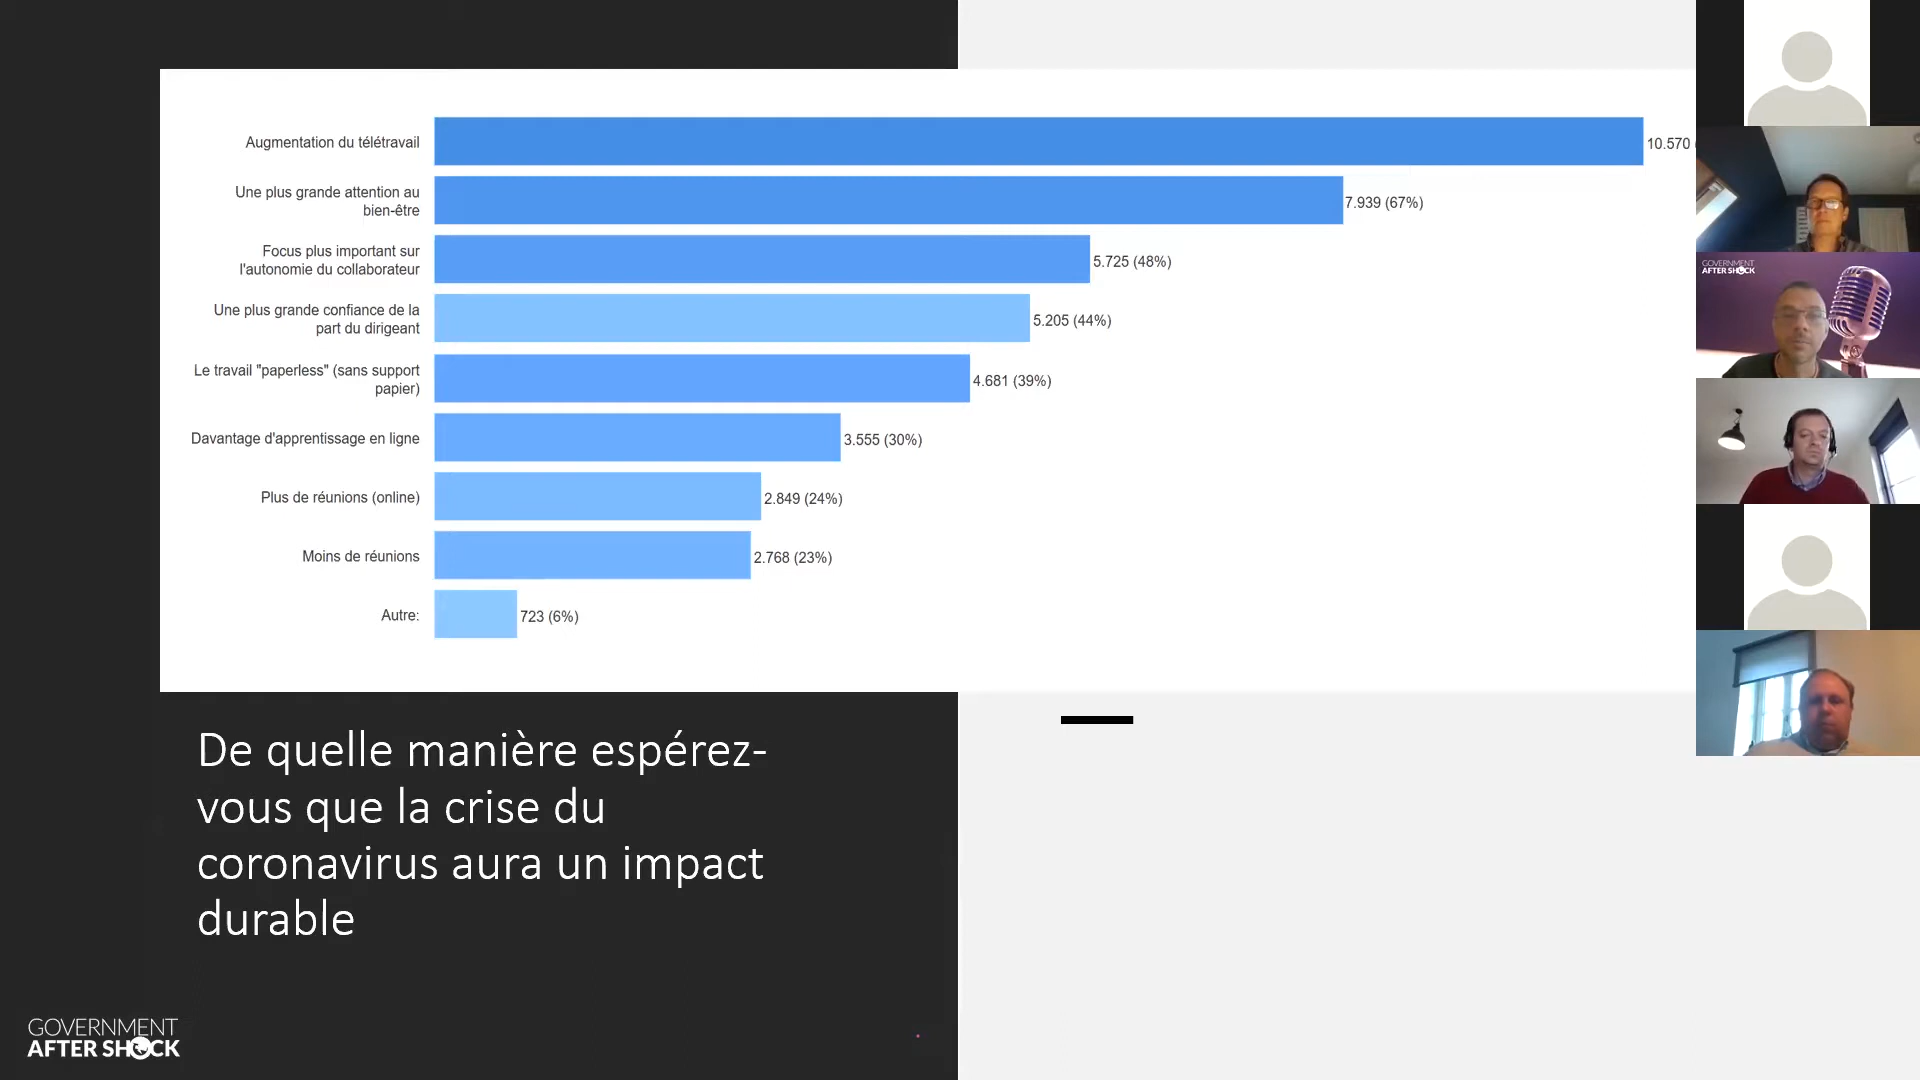 Augmentation du télétravail
10.570
Une plus grande attention au
bien-être
7.939 (67%)
Focus plus important sur
l'autonomie du collaborateur
5.725 (48%)
Une plus grande confiance de la
part du dirigeant
5.205 (44%)
Le travail "paperless" (sans support
papier)
4.681 (39%)
Davantage d'apprentissage en ligne
3.555 (30%)
Plus de réunions (online)
2.849 (24%)
Moins de réunions
2.768 (23%)
Autre:
723 (6%)
De quelle manière espérez-
vous que la crise du
coronavirus aura un impact
durable
GOVERNMENT
AFTER SHOCK
GOVERNMENT
AFTER SHOCK